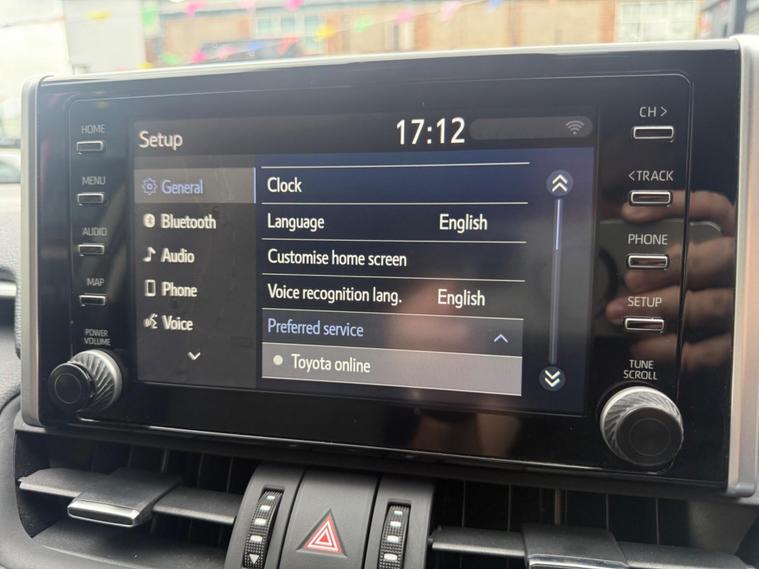 HOME
MENU
AUDIO
MAP
POWER
VOLUME
Setup
17:12
General
Bluetooth
Audio
Phone
Voice
Clock
Language English
Customise home screen
Voice recognition lang. English
Preferred service
Toyota online
CH >
< TRACK
PHONE
SETUP
TUNE
SCROLL